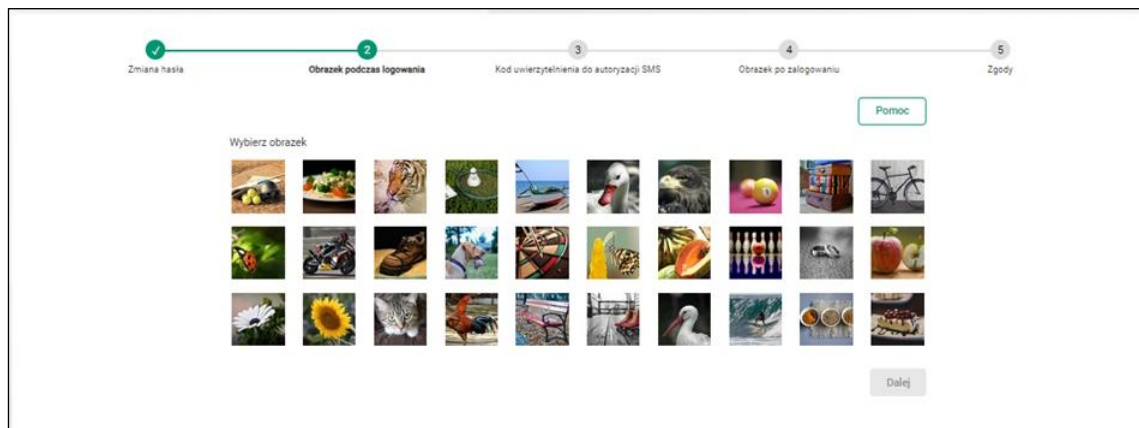 2
3
4
5
Zmiana hasła
Obrazek podczas logowania
Kod uwierzytelnienia do autoryzacji SMS
Obrazek po zalogowaniu
Zgody
Pomoc
Wybierz obrazek
Dalej